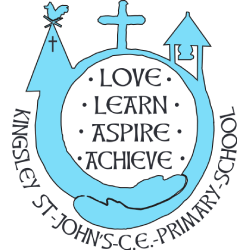 · LOVE ·
· LEARN ·
· ASPIRE ·
· ACHIEVE ·
KINGSLEY ST·JOHN'S-C.E.-PRIMARY-SCHOOL